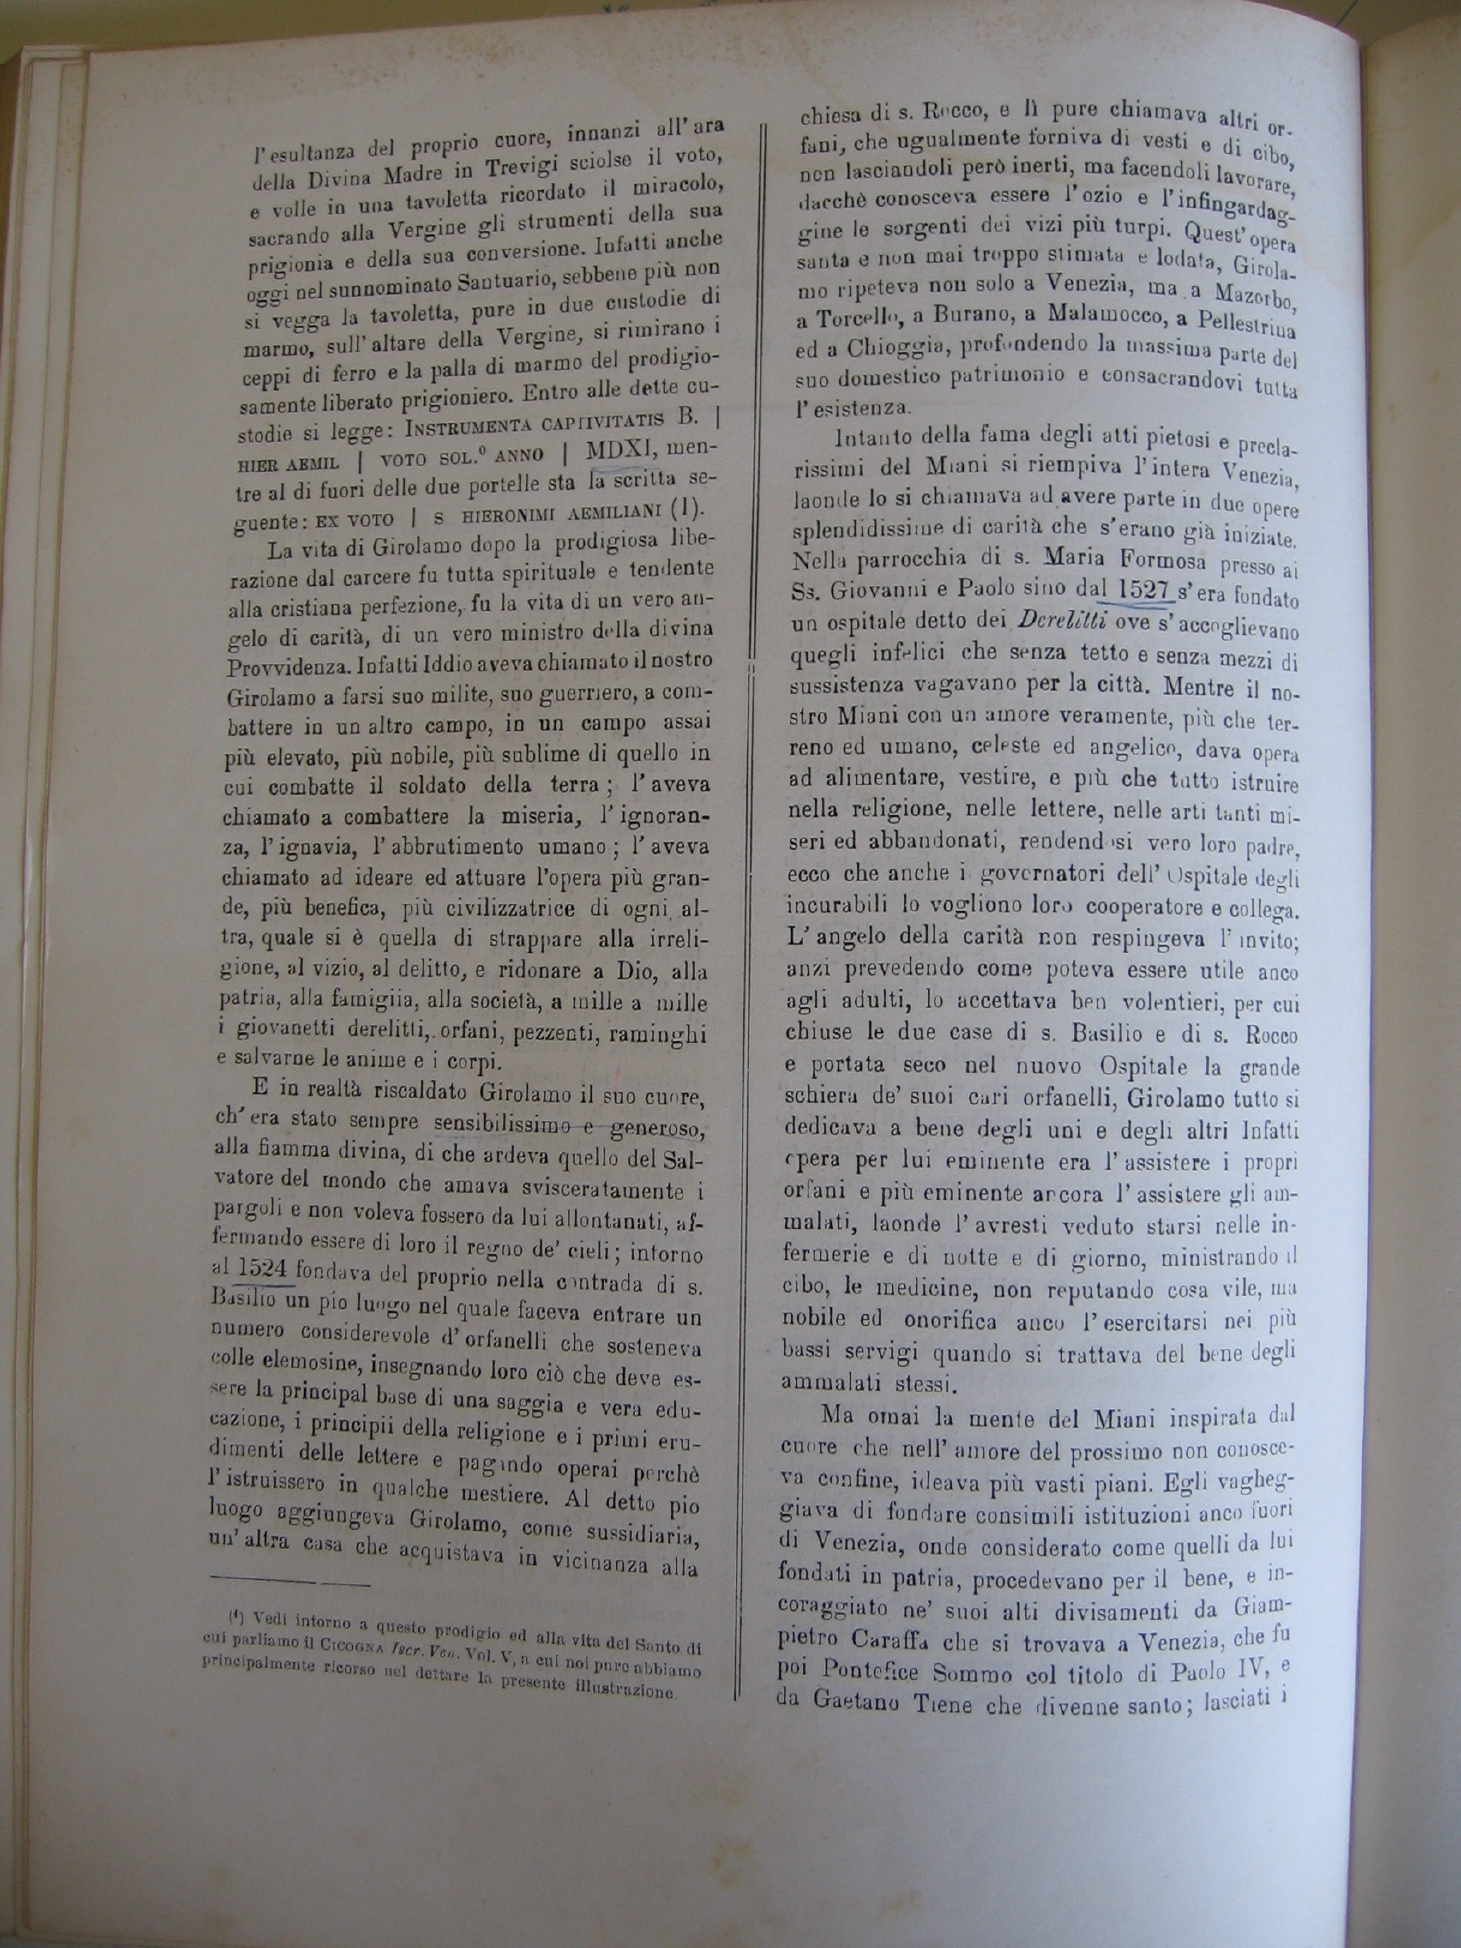 l'esultanza del proprio cuore, innanzi all'ara
della Divina Madre in Trevigi sciolse il voto,
e volle in una tavoletta ricordato il miracolo,
sacrando alla Vergine gli strumenti della sua
prigionia e della sua conversione. Infatti anche
oggi nel sunnominato Santuario, sebbene più non
si vegga la tavoletta, pure in due custodie di
marmo, sull'altare della Vergine, si rimirano i
ceppi di ferro e la palla di marmo del prodigio-
samente liberato prigioniero. Entro alle dette cu-
stodie si legge: INSTRUMENTA CAPTIVITATIS B. |
HIER AEMIL | VOTO SOL.º ANNO | MDXI, men-
tre al di fuori delle due portelle sta la scritta se-
guente: EX VOTO | S HIERONIMI AEMILIANI (1).
La vita di Girolamo dopo la prodigiosa libe-
razione dal carcere fu tutta spirituale e tendente
alla cristiana perfezione, fu la vita di un vero an-
gelo di carità, di un vero ministro della divina
Provvidenza. Infatti Iddio aveva chiamato il nostro
Girolamo a farsi suo milite, suo guerriero, a com-
battere in un altro campo, in un campo assai
più elevato, più nobile, più sublime di quello in
cui combatte il soldato della terra; l'aveva
chiamato a combattere la miseria, l'ignoran-
za, l'ignavia, l'abbrutimento umano; l'aveva
chiamato ad ideare ed attuare l'opera più gran-
de, più benefica, più civilizzatrice di ogni al-
tra, quale si è quella di strappare alla irreli-
gione, al vizio, al delitto, e ridonare a Dio, alla
patria, alla famiglia, alla società, a mille a mille
i giovanetti derelitti, orfani, pezzenti, raminghi
e salvarne le anime e i corpi.
E in realtà riscaldato Girolamo il suo cuore,
ch'era stato sempre sensibilissimo e generoso,
alla fiamma divina, di che ardeva quello del Sal-
vatore del mondo che amava svisceratamente i
pargoli e non voleva fossero da lui allontanati, af-
fermando essere di loro il regno de' cieli; intorno
al 1524 fondava del proprio nella contrada di s.
Basilio un pio luogo nel quale faceva entrare un
numero considerevole d'orfanelli che sosteneva
colle elemosine, insegnando loro ciò che deve es-
sere la principal base di una saggia e vera edu-
cazione, i principii della religione e i primi eru-
dimenti delle lettere e pagando operai perchè
l'istruissero in qualche mestiere. Al detto pio
luogo aggiungeva Girolamo, come sussidiaria,
un'altra casa che acquistava in vicinanza alla
(1) Vedi intorno a questo prodigio ed alla vita del Santo di
cui parliamo il CICOGNA Iscr. Ven. Vol. V, a cui noi pure abbiamo
principalmente ricorso nel dettare la presente illustrazione.
chiesa di s. Rocco, e lì pure chiamava altri or-
fani, che ugualmente forniva di vesti e di cibo,
non lasciandoli però inerti, ma facendoli lavorare,
dacchè conosceva essere l'ozio e l'infingardag-
gine le sorgenti dei vizi più turpi. Quest'opera
santa e non mai troppo stimata e lodata, Girola-
mo ripeteva non solo a Venezia, ma a Mazorbo,
a Torcello, a Burano, a Malamocco, a Pellestrina
ed a Chioggia, profondendo la massima parte del
suo domestico patrimonio e consacrandovi tutta
l'esistenza.
Intanto della fama degli atti pietosi e precla-
rissimi del Miani si riempiva l'intera Venezia,
laonde lo si chiamava ad avere parte in due opere
splendidissime di carità che s'erano già iniziate.
Nella parrocchia di s. Maria Formosa presso ai
Ss. Giovanni e Paolo sino dal 1527 s'era fondato
un ospitale detto dei Derelitti ove s'accoglievano
quegli infelici che senza tetto e senza mezzi di
sussistenza vagavano per la città. Mentre il no-
stro Miani con un amore veramente, più che ter-
reno ed umano, celeste ed angelico, dava opera
ad alimentare, vestire, e più che tutto istruire
nella religione, nelle lettere, nelle arti tanti mi-
seri ed abbandonati, rendendosi vero loro padre,
ecco che anche i governatori dell'Ospitale degli
incurabili lo vogliono loro cooperatore e collega.
L'angelo della carità non respingeva l'invito;
anzi prevedendo come poteva essere utile anco
agli adulti, lo accettava ben volentieri, per cui
chiuse le due case di s. Basilio e di s. Rocco
e portata seco nel nuovo Ospitale la grande
schiera de' suoi cari orfanelli, Girolamo tutto si
dedicava a bene degli uni e degli altri Infatti
opera per lui eminente era l'assistere i propri
orfani e più eminente ancora l'assistere gli am-
malati, laonde l'avresti veduto starsi nelle in-
fermerie e di notte e di giorno, ministrando il
cibo, le medicine, non reputando cosa vile, ma
nobile ed onorifica anco l'esercitarsi nei più
bassi servigi quando si trattava del bene degli
ammalati stessi.
Ma omai la mente del Miani inspirata dal
cuore che nell'amore del prossimo non conosce-
va confine, ideava più vasti piani. Egli vagheg-
giava di fondare consimili istituzioni anco fuori
di Venezia, onde considerato come quelli da lui
fondati in patria, procedevano per il bene, e in-
coraggiato ne' suoi alti divisamenti da Giam-
pietro Caraffa che si trovava a Venezia, che fu
poi Pontefice Sommo col titolo di Paolo IV, e
da Gaetano Tiene che divenne santo; lasciati i